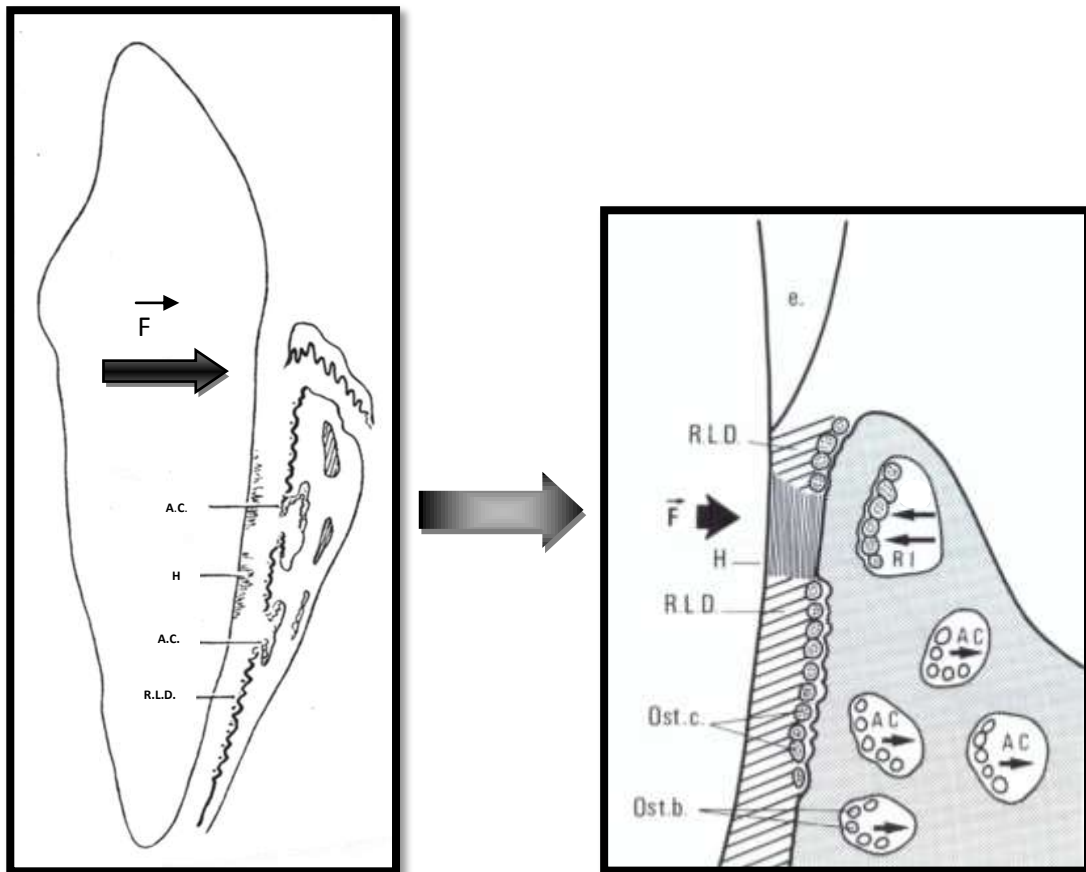 F
A.C.
H
A.C.
R.L.D.
e.
R.L.D.
F
H
R I
R.L.D.
A C
Ost.c.
A C
A C
Ost.b.